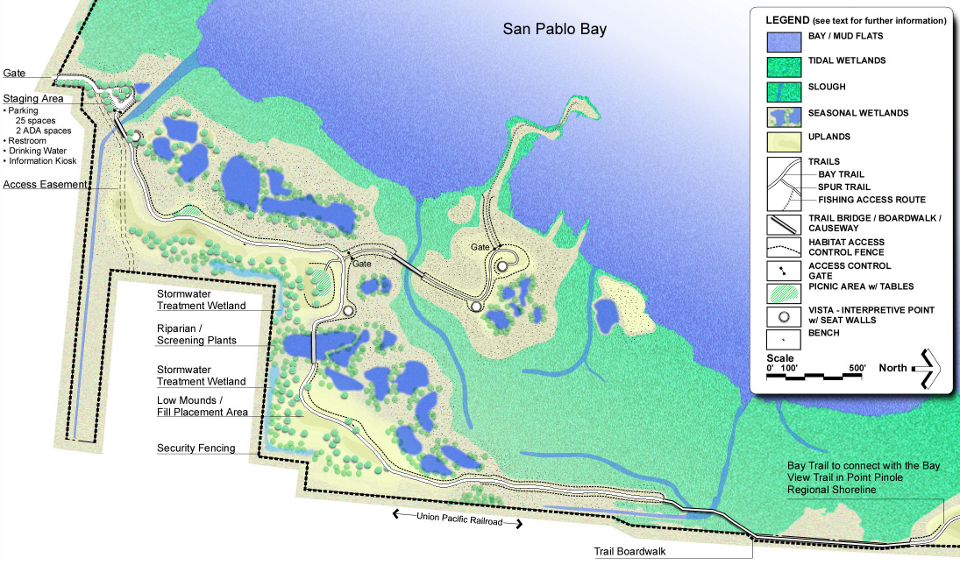 San Pablo Bay
Gate
Staging Area
• Parking
25 spaces
2 ADA spaces
• Restroom
• Drinking Water
• Information Kiosk
Access Easement
Gate
Gate
Stormwater
Treatment Wetland
Riparian /
Screening Plants
Stormwater
Treatment Wetland
Low Mounds /
Fill Placement Area
Security Fencing
Union Pacific Railroad
Trail Boardwalk
Bay Trail to connect with the Bay
View Trail in Point Pinole
Regional Shoreline
LEGEND (see text for further information)
BAY / MUD FLATS
TIDAL WETLANDS
SLOUGH
SEASONAL WETLANDS
UPLANDS
TRAILS
BAY TRAIL
SPUR TRAIL
FISHING ACCESS ROUTE
TRAIL BRIDGE / BOARDWALK /
CAUSEWAY
HABITAT ACCESS
CONTROL FENCE
ACCESS CONTROL
GATE
PICNIC AREA w/ TABLES
VISTA - INTERPRETIVE POINT
w/ SEAT WALLS
BENCH
Scale
0' 100' 500'
North